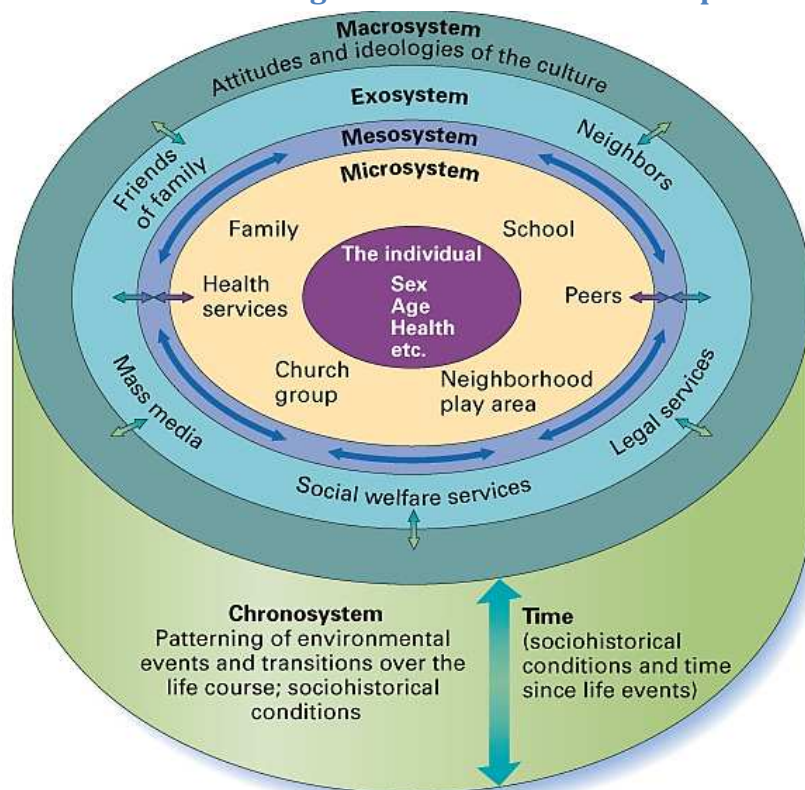 Macrosystem
Attitudes and ideologies of the culture
Exosystem
Mesosystem
Microsystem
Friends
of family
Neighbors
Family
School
The individual
Sex
Age
Health
etc.
Health
services
Peers
Church
group
Neighborhood
play area
Mass media
Legal services
Social welfare services
Chronosystem
Patterning of environmental
events and transitions over the
life course; sociohistorical
conditions
Time
(sociohistorical
conditions and time
since life events)